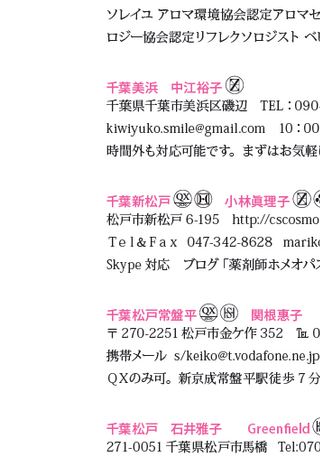 ソレイユ アロマ環境協会認定アロマセ
ロジー協会認定リフレクソロジスト ベ
千葉美浜　中江裕子
千葉県千葉市美浜区磯辺　TEL：090
kiwiyuko.smile@gmail.com　10：00
時間外も対応可能です。まずはお気軽
千葉新松戸 QX H 小林眞理子
松戸市新松戸 6-195　http://cscosmo
Tel＆Fax　047-342-8628　marik
Skype 対応　ブログ「薬剤師ホメオパ
千葉松戸常盤平 QX 関根惠子
〒 270-2251 松戸市金ケ作 352　℡ 0
携帯メール　s/keiko@t.vodafone.ne.jp
ＱＸのみ可。新京成常盤平駅徒歩７分
千葉松戸　石井雅子　　Greenfield
271-0051 千葉県松戸市馬橋　Tel:070